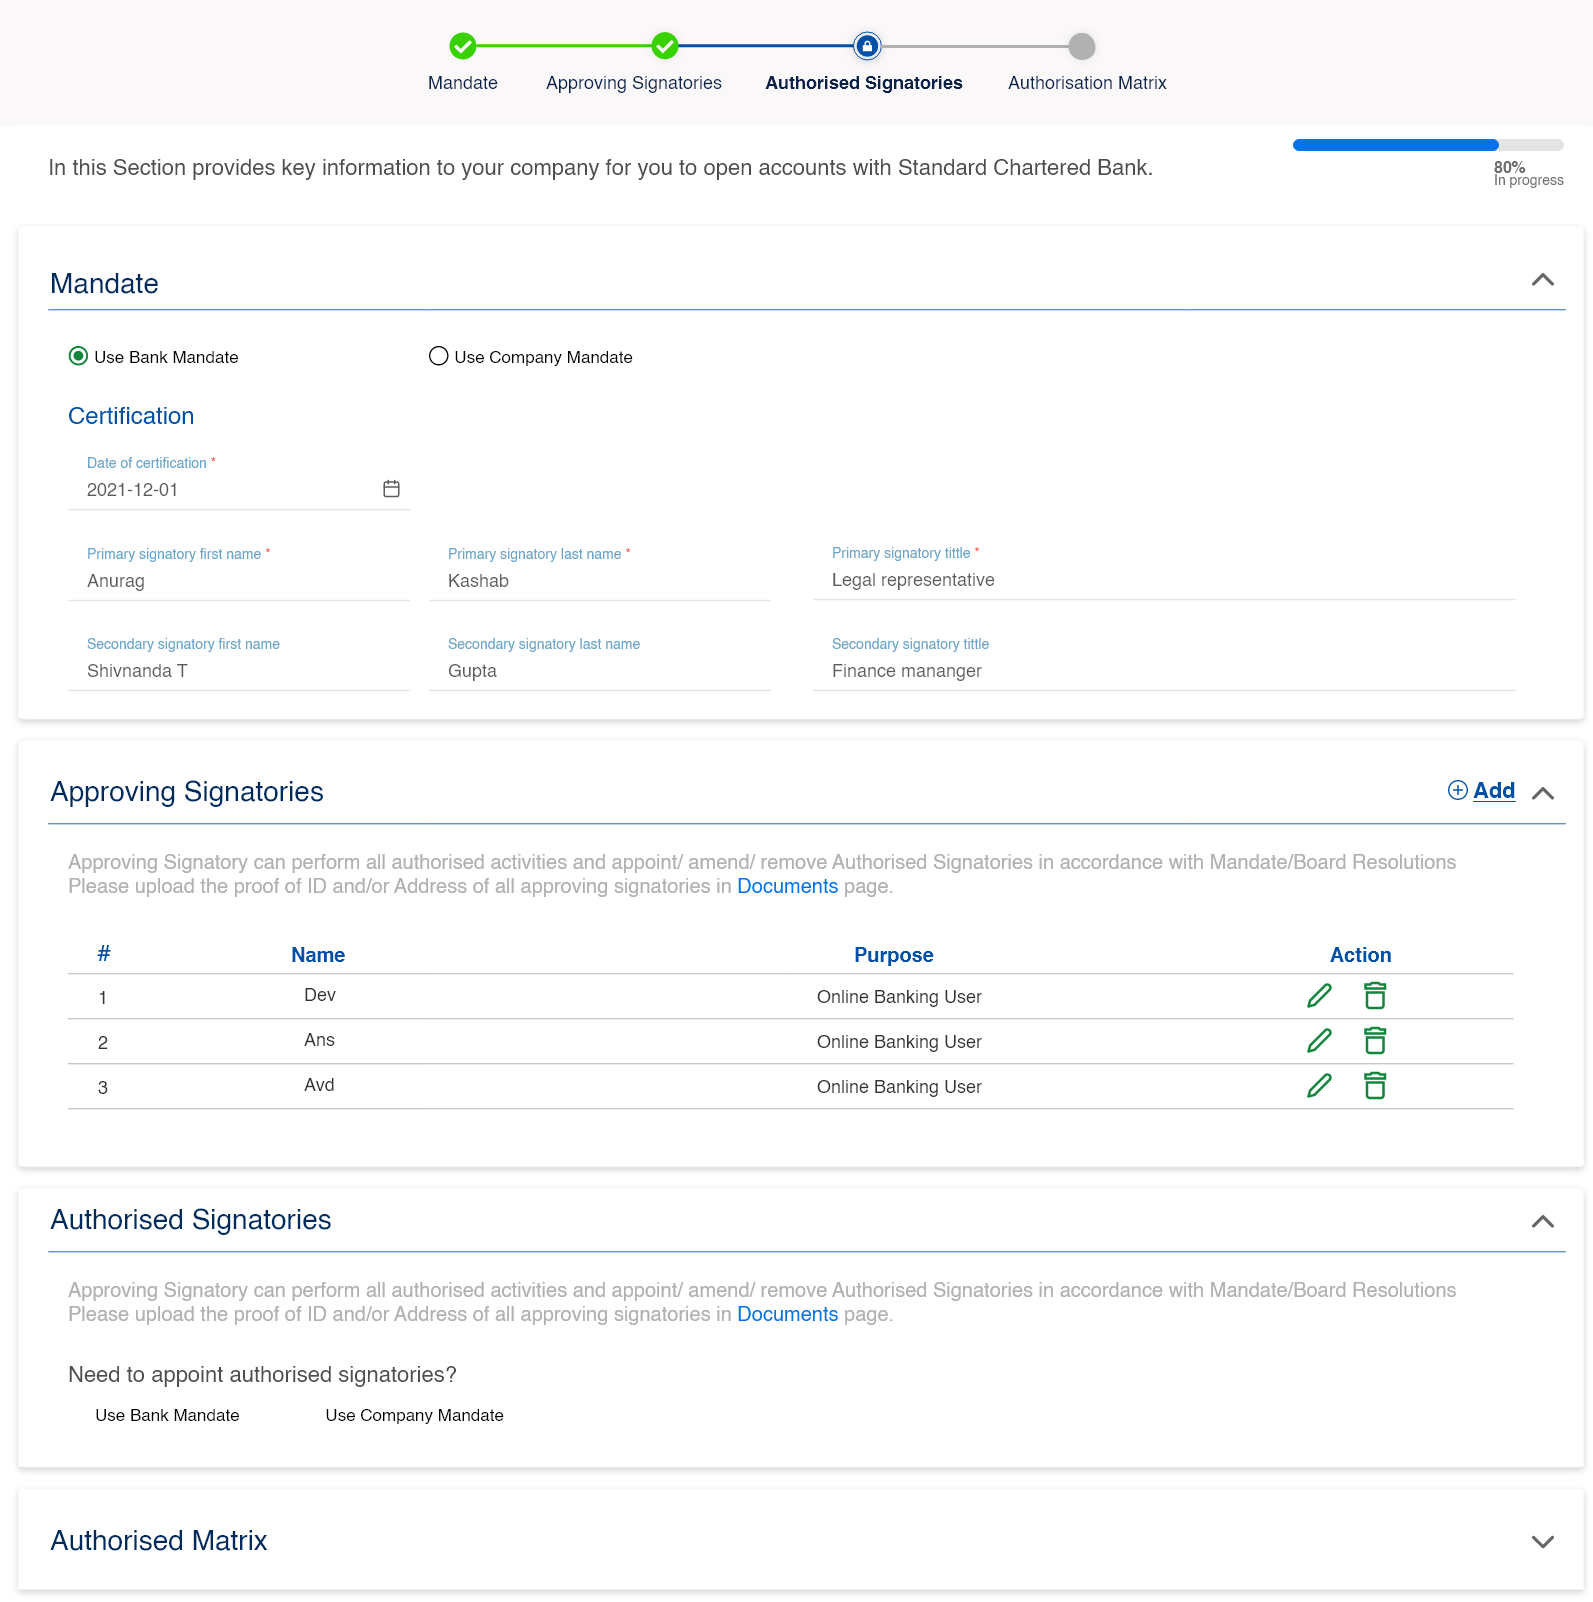 Mandate
Approving Signatories
Authorised Signatories
Authorisation Matrix
In this Section provides key information to your company for you to open accounts with Standard Chartered Bank.
80%
In progress
Mandate
Use Bank Mandate
Use Company Mandate
Certification
Date of certification *
2021-12-01
Primary signatory first name *
Primary signatory last name *
Primary signatory tittle *
Anurag
Kashab
Legal representative
Secondary signatory first name
Secondary signatory last name
Secondary signatory tittle
Shivnanda T
Gupta
Finance mananger
Approving Signatories
Add
Approving Signatory can perform all authorised activities and appoint/ amend/ remove Authorised Signatories in accordance with Mandate/Board Resolutions
Please upload the proof of ID and/or Address of all approving signatories in Documents page.
# Name Purpose Action
1 Dev Online Banking User
2 Ans Online Banking User
3 Avd Online Banking User
Authorised Signatories
Approving Signatory can perform all authorised activities and appoint/ amend/ remove Authorised Signatories in accordance with Mandate/Board Resolutions
Please upload the proof of ID and/or Address of all approving signatories in Documents page.
Need to appoint authorised signatories?
Use Bank Mandate
Use Company Mandate
Authorised Matrix